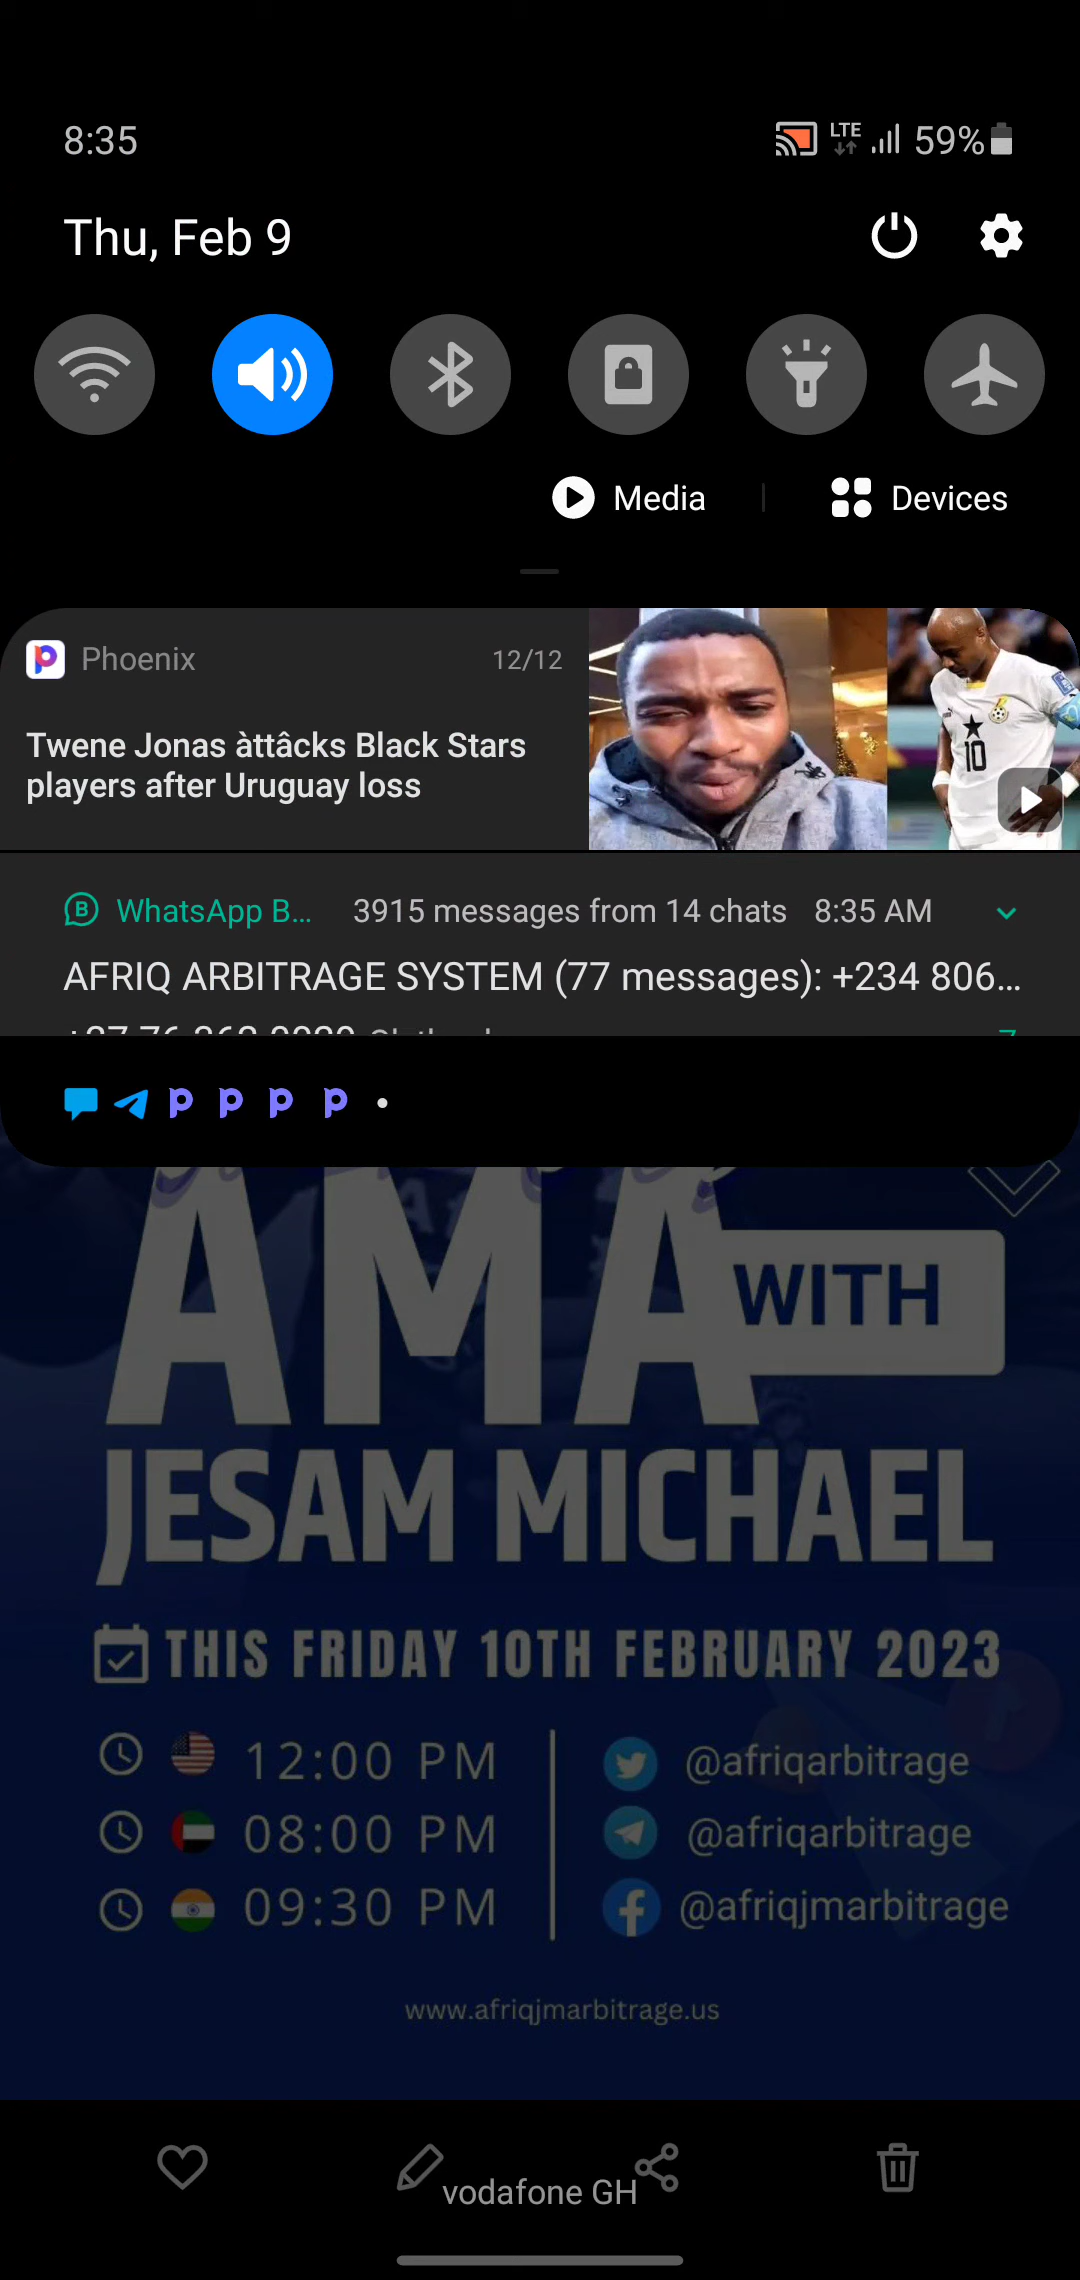 8:35
LTE
59%
Thu, Feb 9
Media
Devices
Phoenix
12/12
Twene Jonas àttâcks Black Stars
players after Uruguay loss
10
WhatsApp B... 3915 messages from 14 chats 8:35 AM
AFRIQ ARBITRAGE SYSTEM (77 messages): +234 806...
AMA
WITH
JESAM MICHAEL
THIS FRIDAY 10TH FEBRUARY 2023
12:00 PM
08:00 PM
09:30 PM
@afriqarbitrage
@afriqarbitrage
@afriqjmarbitrage
www.afriqjmarbitrage.us
vodafone GH